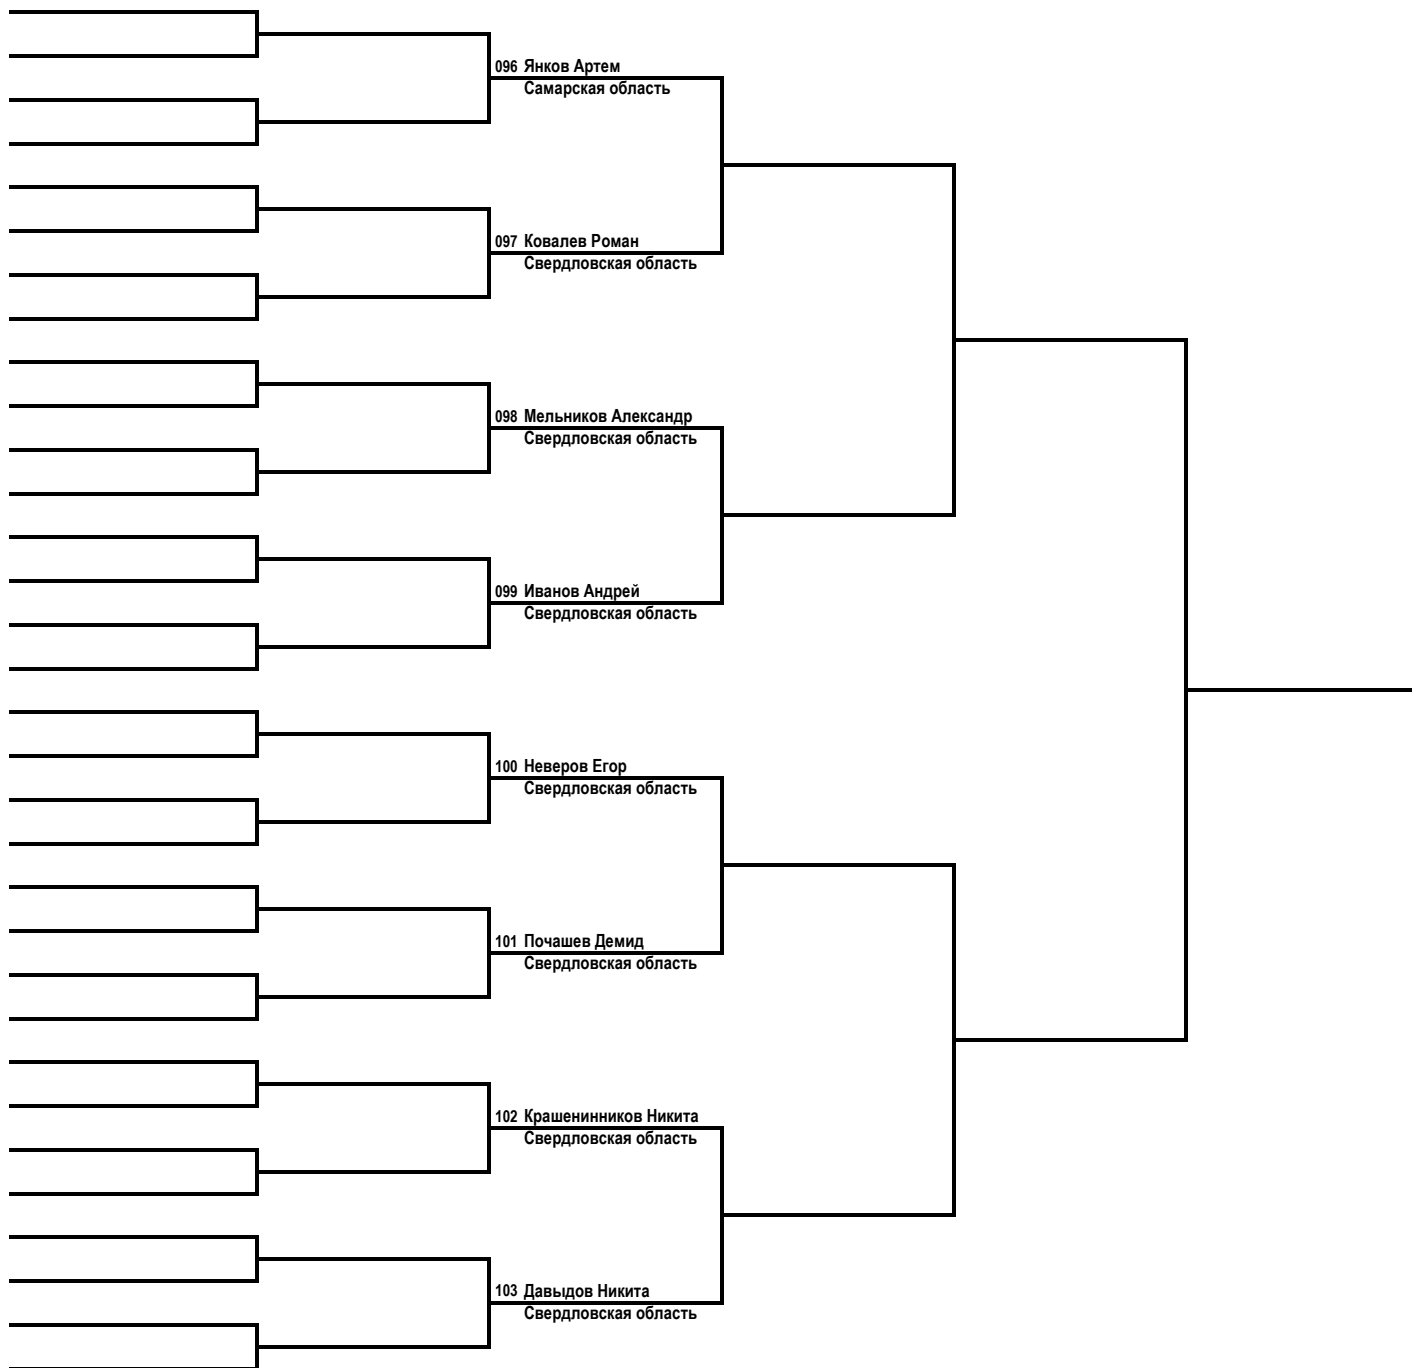 096 Янков Артем
Самарская область
097 Ковалев Роман
Свердловская область
098 Мельников Александр
Свердловская область
099 Иванов Андрей
Свердловская область
100 Неверов Егор
Свердловская область
101 Почашев Демид
Свердловская область
102 Крашенинников Никита
Свердловская область
103 Давыдов Никита
Свердловская область